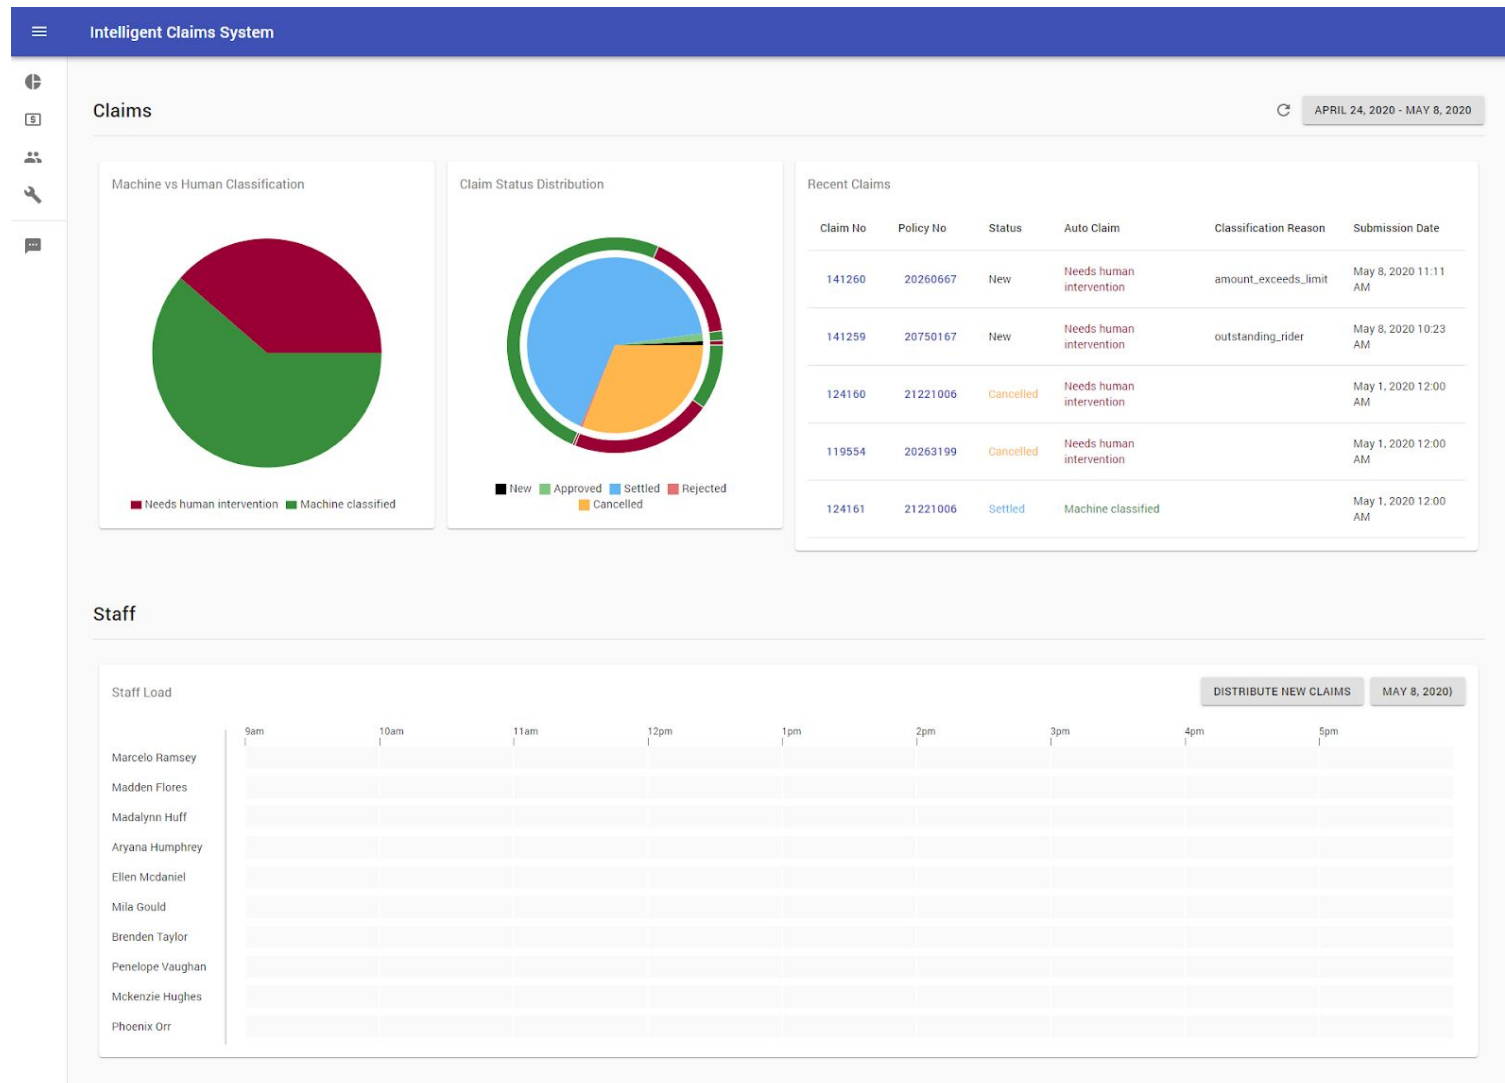 Intelligent Claims System
Claims
APRIL 24, 2020 - MAY 8, 2020
Machine vs Human Classification
Needs human intervention Machine classified
Claim Status Distribution
New Approved Settled Rejected
Cancelled
Recent Claims
Claim No Policy No Status Auto Claim Classification Reason Submission Date
141260 20260667 New Needs human intervention amount_exceeds_limit May 8, 2020 11:11 AM
141259 20750167 New Needs human intervention outstanding_rider May 8, 2020 10:23 AM
124160 21221006 Cancelled Needs human intervention May 1, 2020 12:00 AM
119554 20263199 Cancelled Needs human intervention May 1, 2020 12:00 AM
124161 21221006 Settled Machine classified May 1, 2020 12:00 AM
Staff
Staff Load
DISTRIBUTE NEW CLAIMS MAY 8, 2020)
9am 10am 11am 12pm 1pm 2pm 3pm 4pm 5pm
Marcelo Ramsey
Madden Flores
Madalynn Huff
Aryana Humphrey
Ellen Mcdaniel
Mila Gould
Brenden Taylor
Penelope Vaughan
Mckenzie Hughes
Phoenix Orr